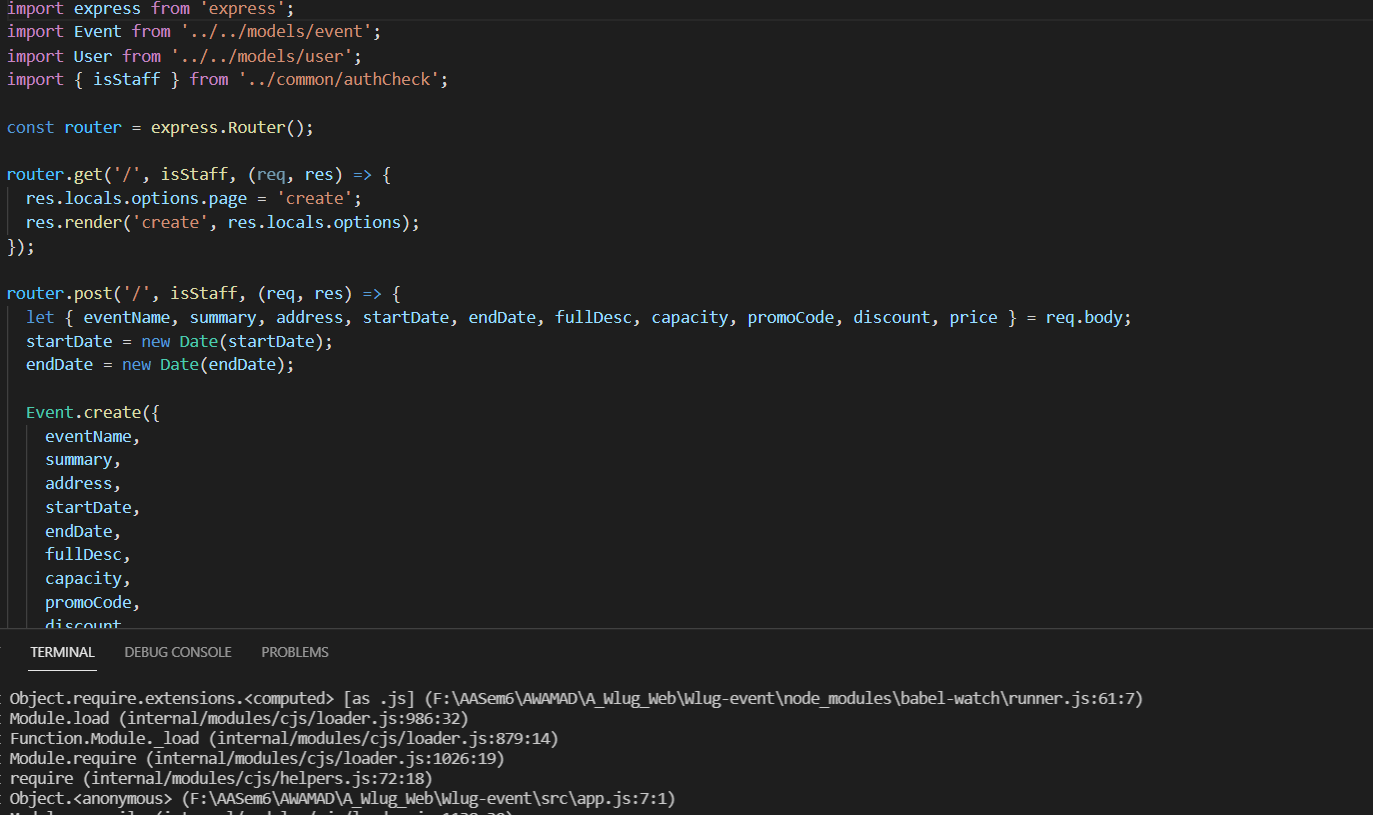 import express from 'express';
import Event from '../../models/event';
import User from '../../models/user';
import { isStaff } from '../common/authCheck';
const router = express.Router();
router.get('/', isStaff, (req, res) => {
res.locals.options.page = 'create';
res.render('create', res.locals.options);
});
router.post('/', isStaff, (req, res) => {
let { eventName, summary, address, startDate, endDate, fullDesc, capacity, promoCode, discount, price } = req.body;
startDate = new Date(startDate);
endDate = new Date(endDate);
Event.create({
eventName,
summary,
address,
startDate,
endDate,
fullDesc,
capacity,
promoCode,
discount
TERMINAL DEBUG CONSOLE PROBLEMS
Object.require.extensions.<computed> [as .js] (F:\AASem6\AWAMAD\A_Wlug_Web\Wlug-event\node_modules\babel-watch\runner.js:61:7)
Module.load (internal/modules/cjs/loader.js:986:32)
Function.Module._load (internal/modules/cjs/loader.js:879:14)
Module.require (internal/modules/cjs/loader.js:1026:19)
require (internal/modules/cjs/helpers.js:72:18)
Object.<anonymous> (F:\AASem6\AWAMAD\A_Wlug_Web\Wlug-event\src\app.js:7:1)